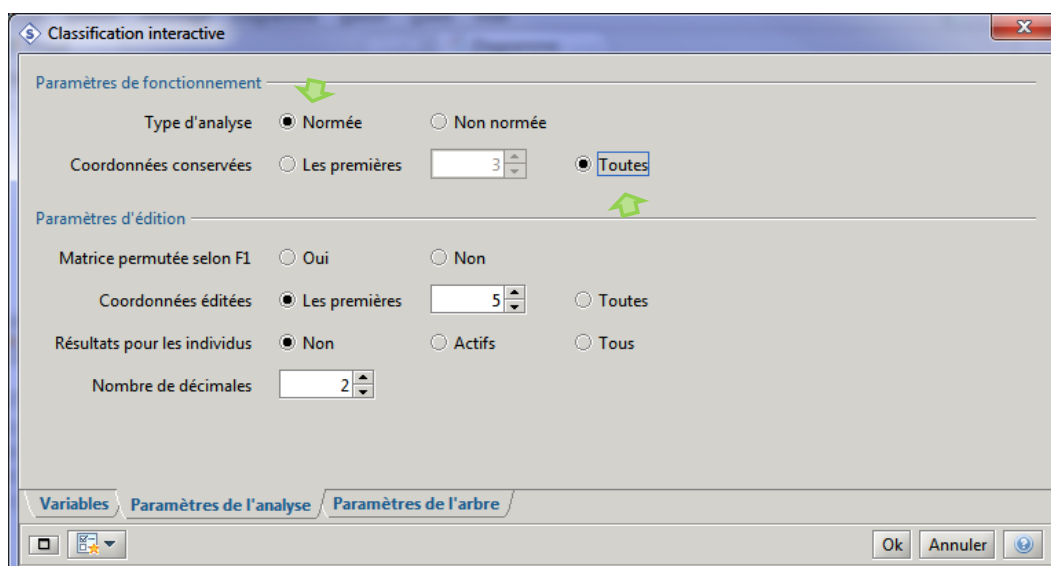 Classification interactive
Paramètres de fonctionnement
Type d'analyse Normée Non normée
Coordonnées conservées Les premières 3 Toutes
Paramètres d'édition
Matrice permutée selon F1 Oui Non
Coordonnées éditées Les premières 5 Toutes
Résultats pour les individus Non Actifs Tous
Nombre de décimales 2
Variables Paramètres de l'analyse Paramètres de l'arbre
Ok Annuler